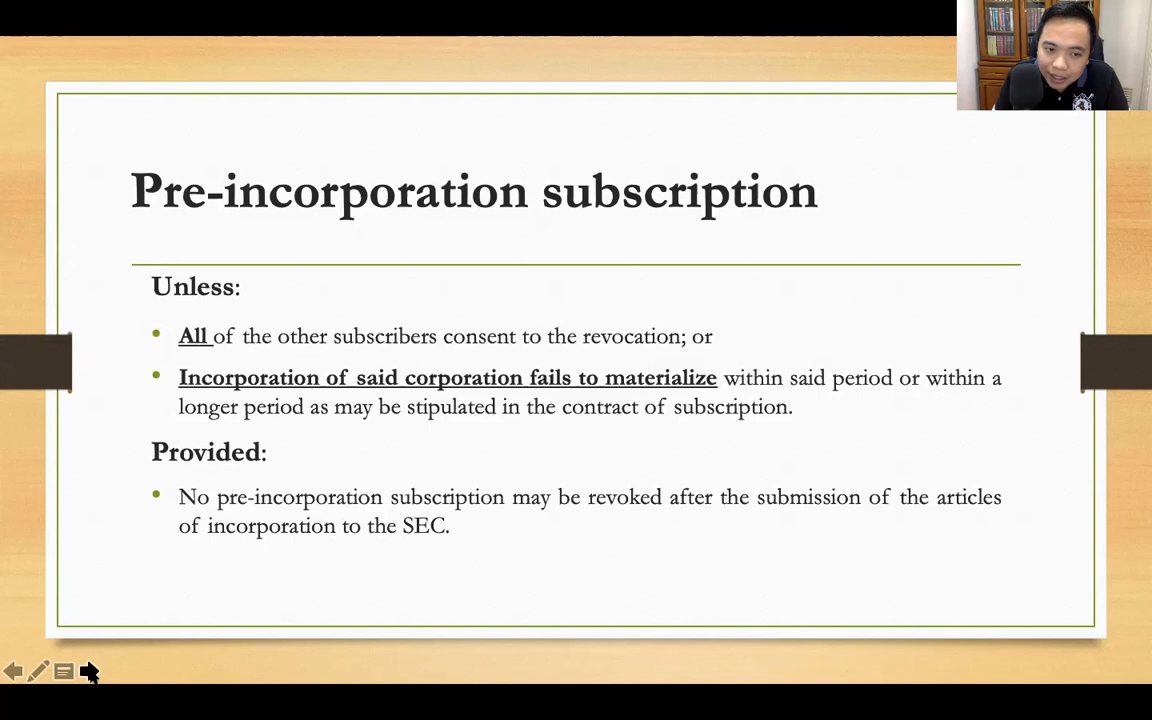 Pre-incorporation subscription
Unless:
• All of the other subscribers consent to the revocation; or
• Incorporation of said corporation fails to materialize within said period or within a
longer period as may be stipulated in the contract of subscription.
Provided:
• No pre-incorporation subscription may be revoked after the submission of the articles
of incorporation to the SEC.